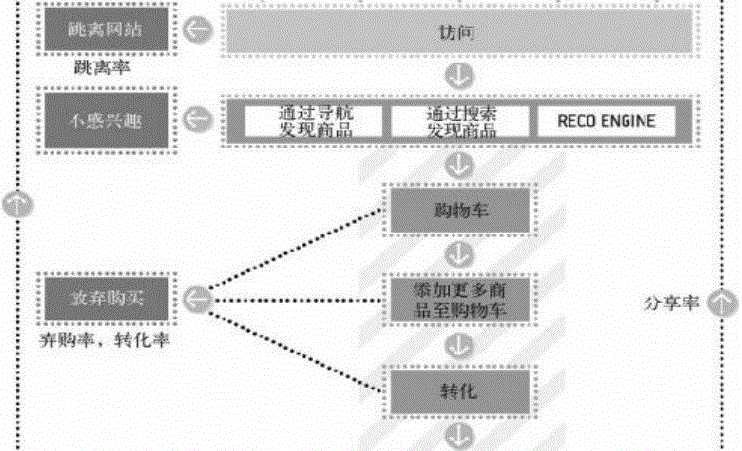 跳离网站
访问
跳离率
不感兴趣
通过导航
发现商品
通过搜索
发现商品
RECO ENGINE
购物车
放弃购买
添加更多商
品至购物车
分享率
弃购率，转化率
转化